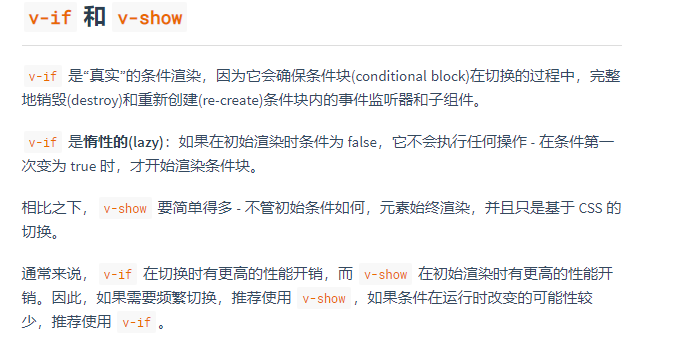 v-if 和 v-show
v-if 是“真实”的条件渲染，因为它会确保条件块(conditional block)在切换的过程中，完整
地销毁(destroy)和重新创建(re-create)条件块内的事件监听器和子组件。
v-if 是惰性的(lazy)：如果在初始渲染时条件为 false，它不会执行任何操作 - 在条件第一
次变为 true 时，才开始渲染条件块。
相比之下， v-show 要简单得多 - 不管初始条件如何，元素始终渲染，并且只是基于 CSS 的
切换。
通常来说， v-if 在切换时有更高的性能开销，而 v-show 在初始渲染时有更高的性能开
销。因此，如果需要频繁切换，推荐使用 v-show ，如果条件在运行时改变的可能性较
少，推荐使用 v-if 。